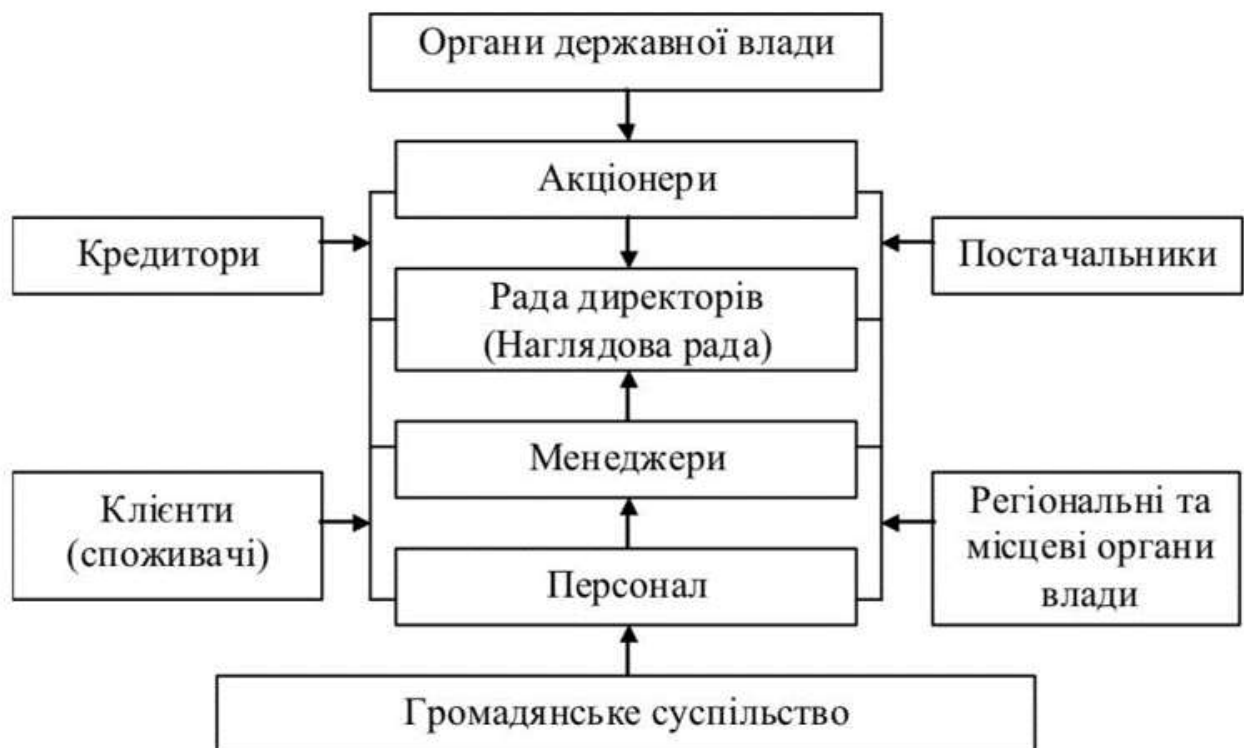 Органи державної влади
Акціонери
Кредитори
Постачальники
Рада директорів
(Наглядова рада)
Менеджери
Клієнти
(споживачі)
Регіональні та
місцеві органи
влади
Персонал
Громадянське суспільство